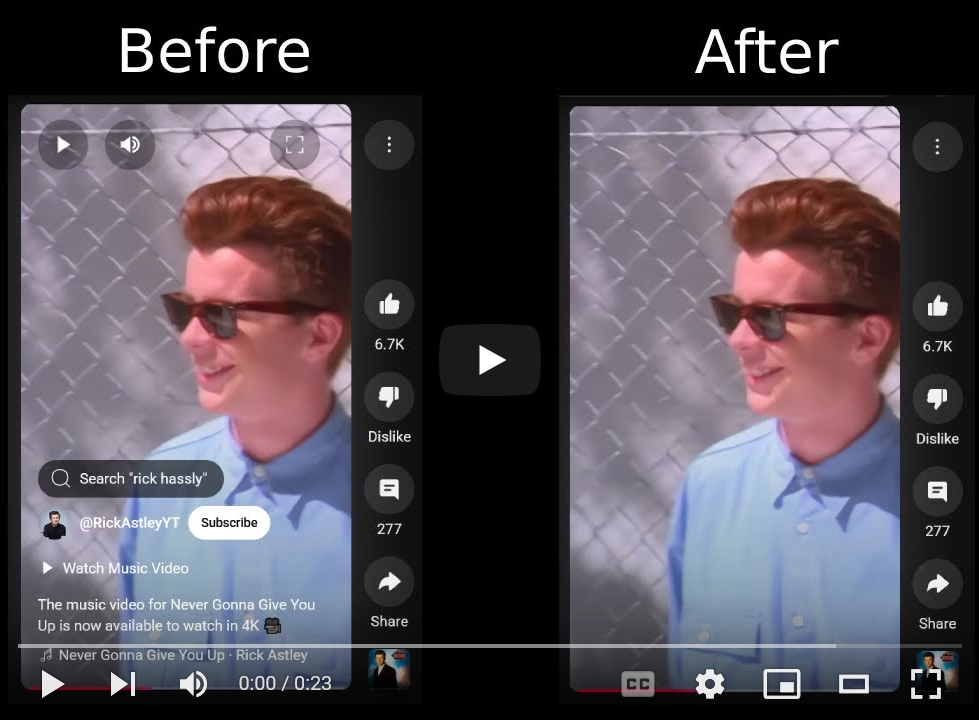 Before
After
6.7K
Dislike
Search "rick hassly"
@RickAstleyYT Subscribe
277
Watch Music Video
The music video for Never Gonna Give You
Up is now available to watch in 4K
Share
Never Gonna Give You Up · Rick Astley
6.7K
Dislike
277
Share
0:00 / 0:23
CC